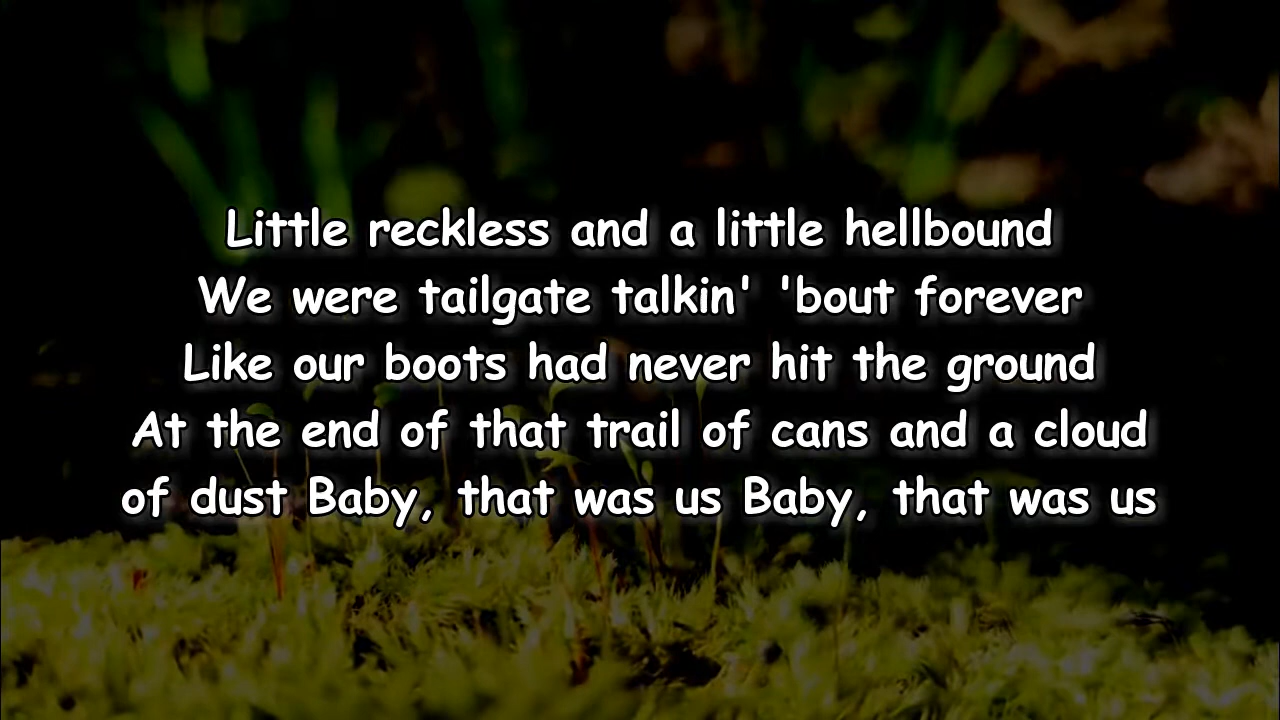 Little reckless and a little hellbound
We were tailgate talkin' 'bout forever
Like our boots had never hit the ground
At the end of that trail of cans and a cloud
of dust Baby, that was us Baby, that was us